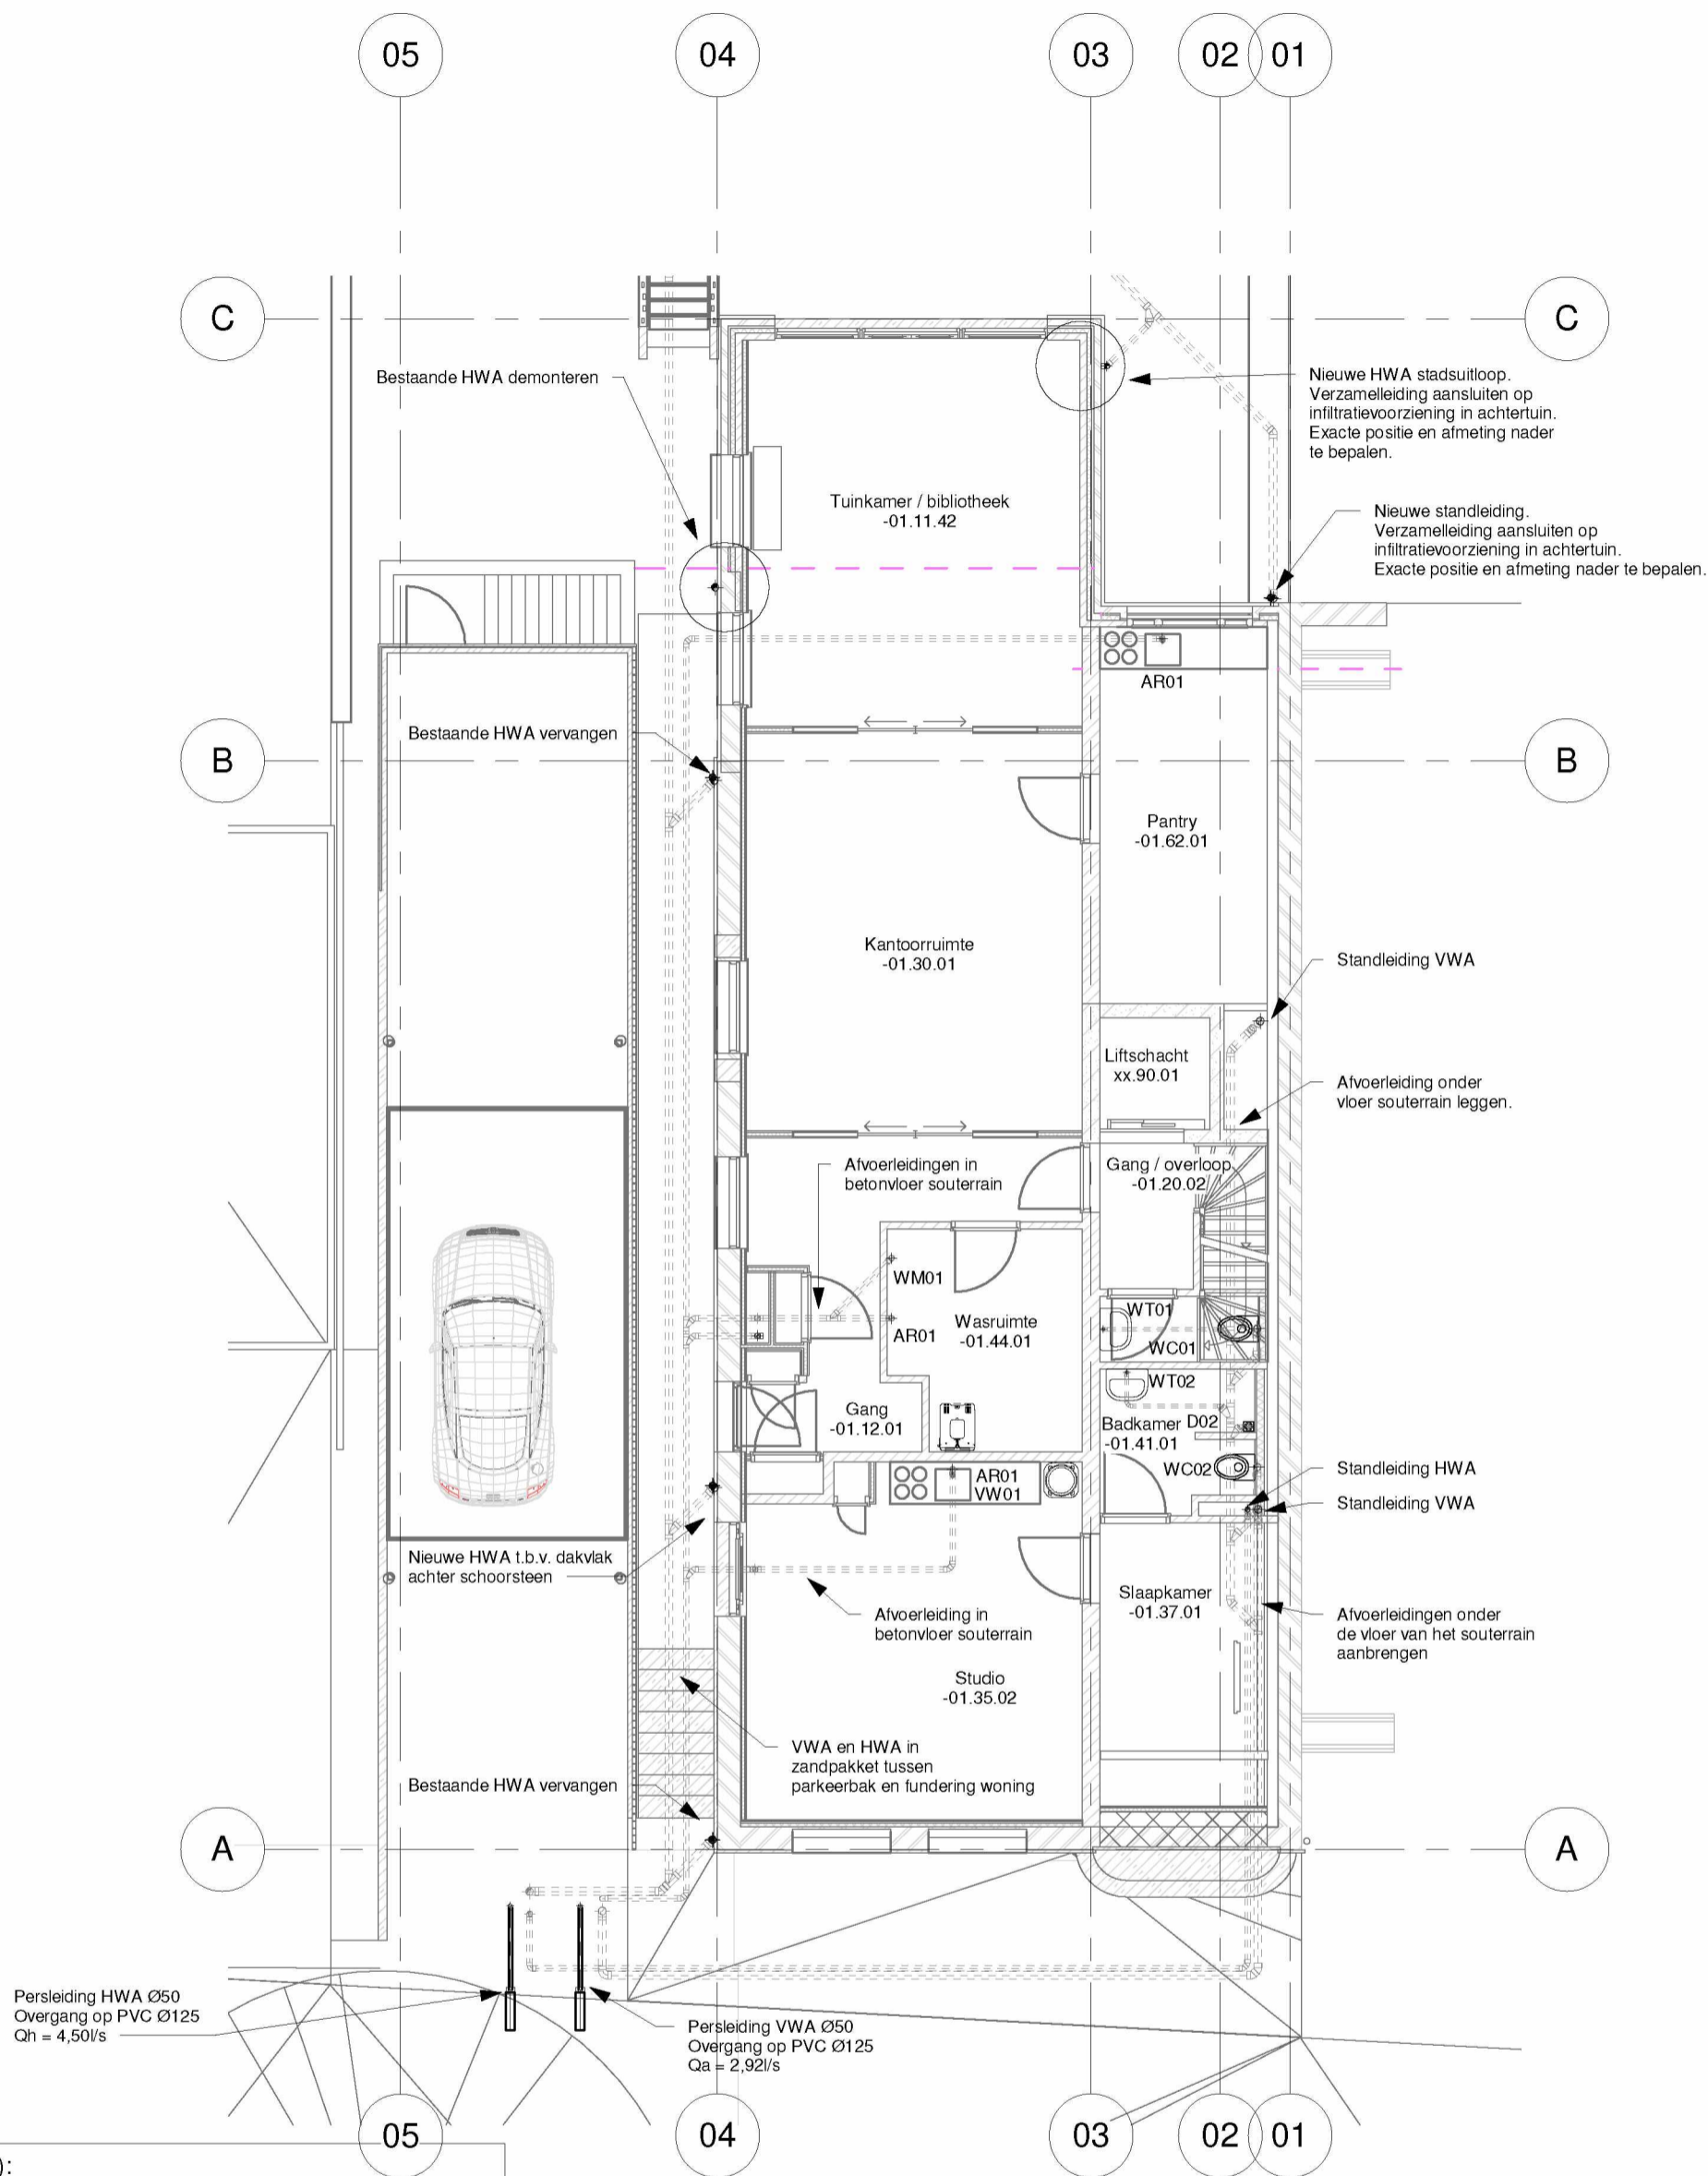 05
04
03
02
01
C
C
Bestaande HWA demonteren
Nieuwe HWA stadsuitloop.
Verzamelleiding aansluiten op
infiltratievoorziening in achtertuin.
Exacte positie en afmeting nader
te bepalen.
Tuinkamer / bibliotheek
-01.11.42
Nieuwe standleiding.
Verzamelleiding aansluiten op
infiltratievoorziening in achtertuin.
Exacte positie en afmeting nader te bepalen.
AR01
Bestaande HWA vervangen
B
B
Pantry
-01.62.01
Kantoorruimte
-01.30.01
Standleiding VWA
Liftschacht
xx.90.01
Afvoerleiding onder
vloer souterrain leggen.
Afvoerleidingen in
betonvloer souterrain
Gang / overloop
-01.20.02
WM01
AR01
Wasruimte
-01.44.01
WT01
WC01
WT02
Gang
-01.12.01
Badkamer
-01.41.01
D02
WC02
AR01
VW01
Standleiding HWA
Standleiding VWA
Nieuwe HWA t.b.v. dakvlak
achter schoorsteen
Slaapkamer
-01.37.01
Afvoerleiding in
betonvloer souterrain
Afvoerleidingen onder
de vloer van het souterrain
aanbrengen
Studio
-01.35.02
VWA en HWA in
zandpakket tussen
parkeerbak en fundering woning
Bestaande HWA vervangen
A
A
Persleiding HWA Ø50
Overgang op PVC Ø125
Qh = 4,50l/s
Persleiding VWA Ø50
Overgang op PVC Ø125
Qa = 2,92l/s
05
04
03
02
01
):